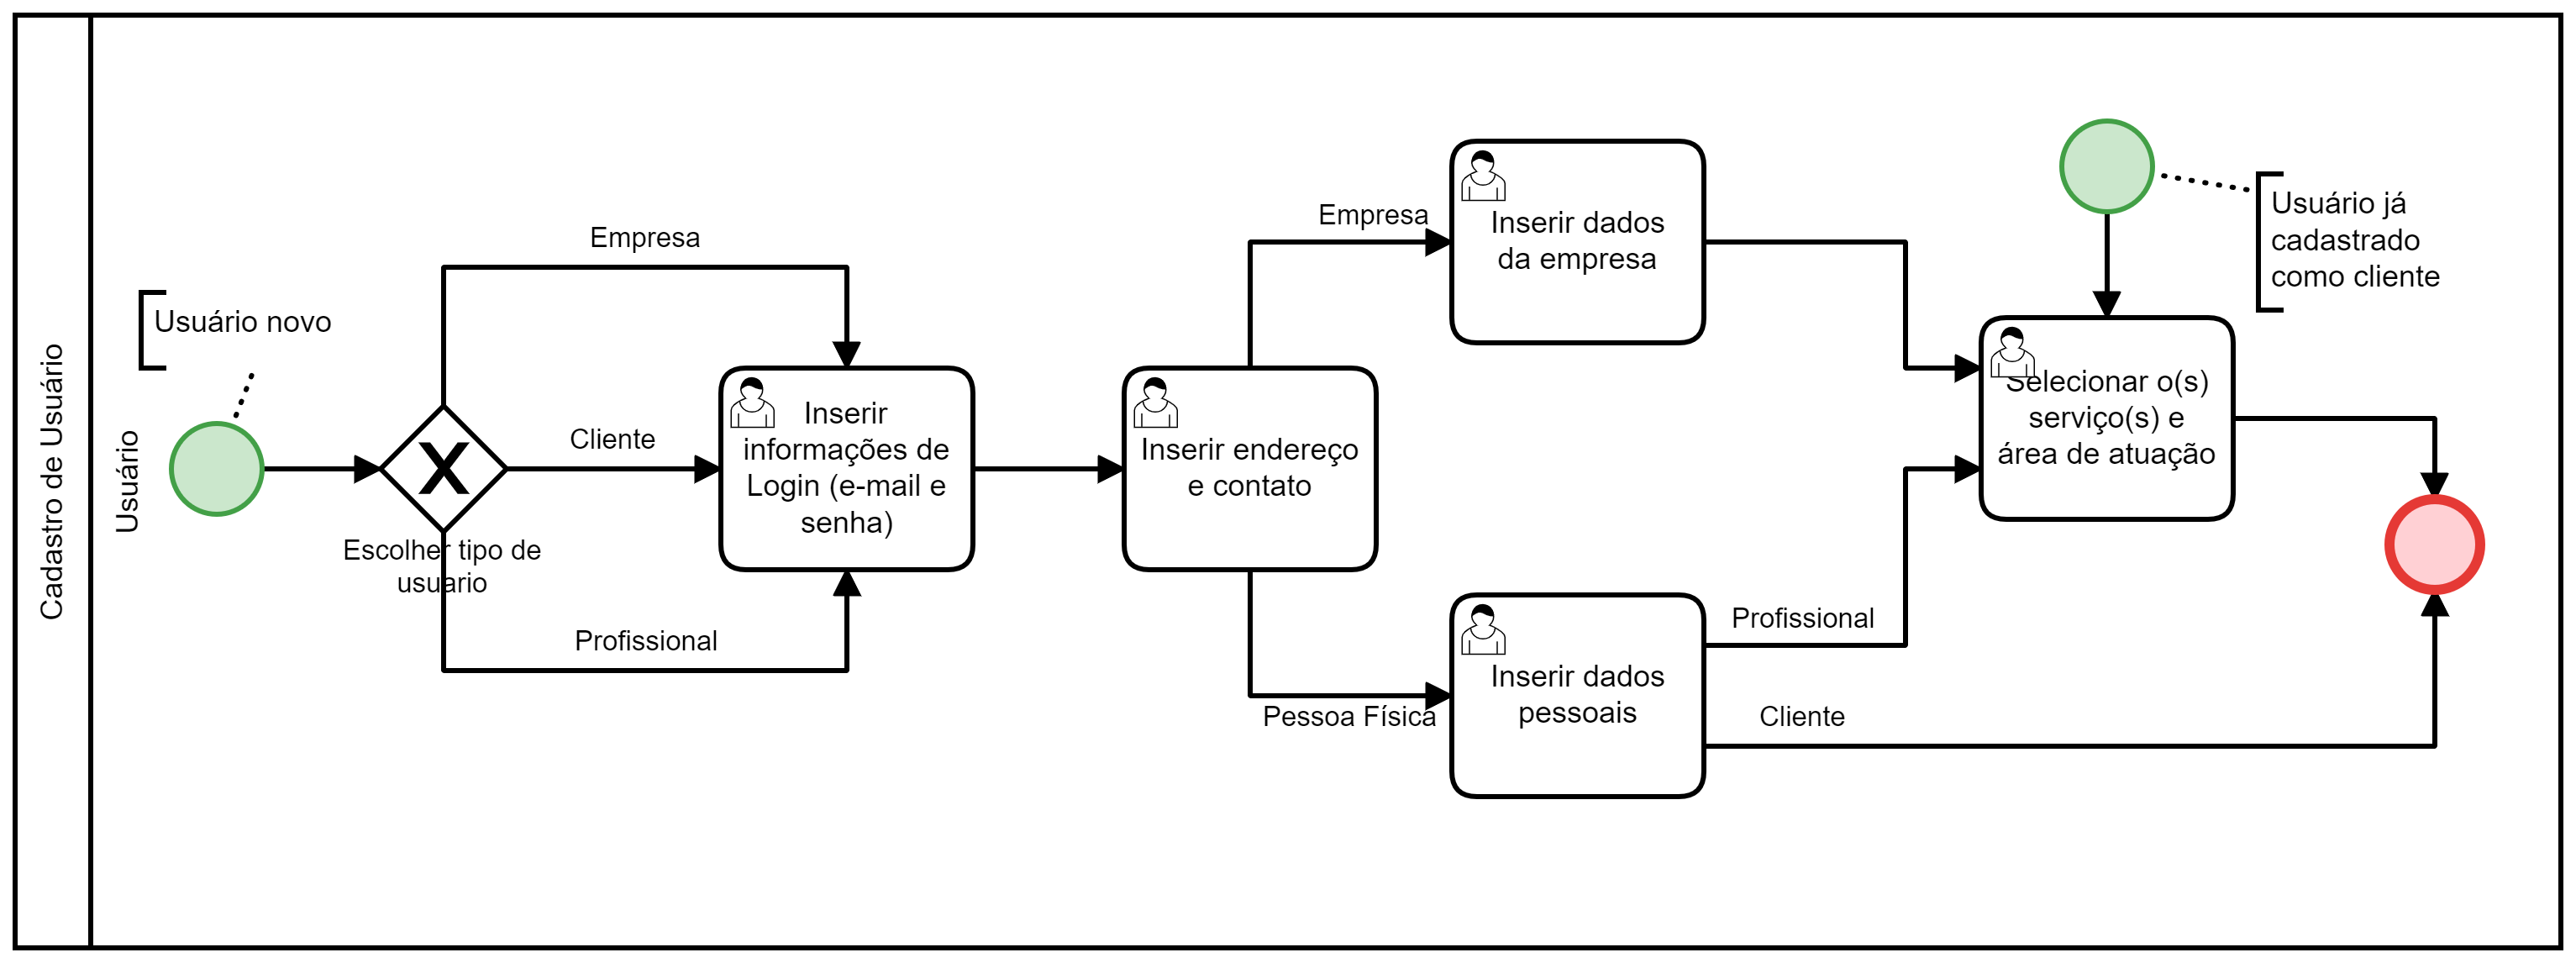 Cadastro de Usuário
Usuário
Usuário novo
Escolher tipo de
usuario
Empresa
Cliente
Profissional
Inserir
informações de
Login (e-mail e
senha)
Inserir endereço
e contato
Empresa
Pessoa Física
Inserir dados
da empresa
Inserir dados
pessoais
Profissional
Cliente
Selecionar o(s)
serviço(s) e
área de atuação
Usuário já
cadastrado
como cliente